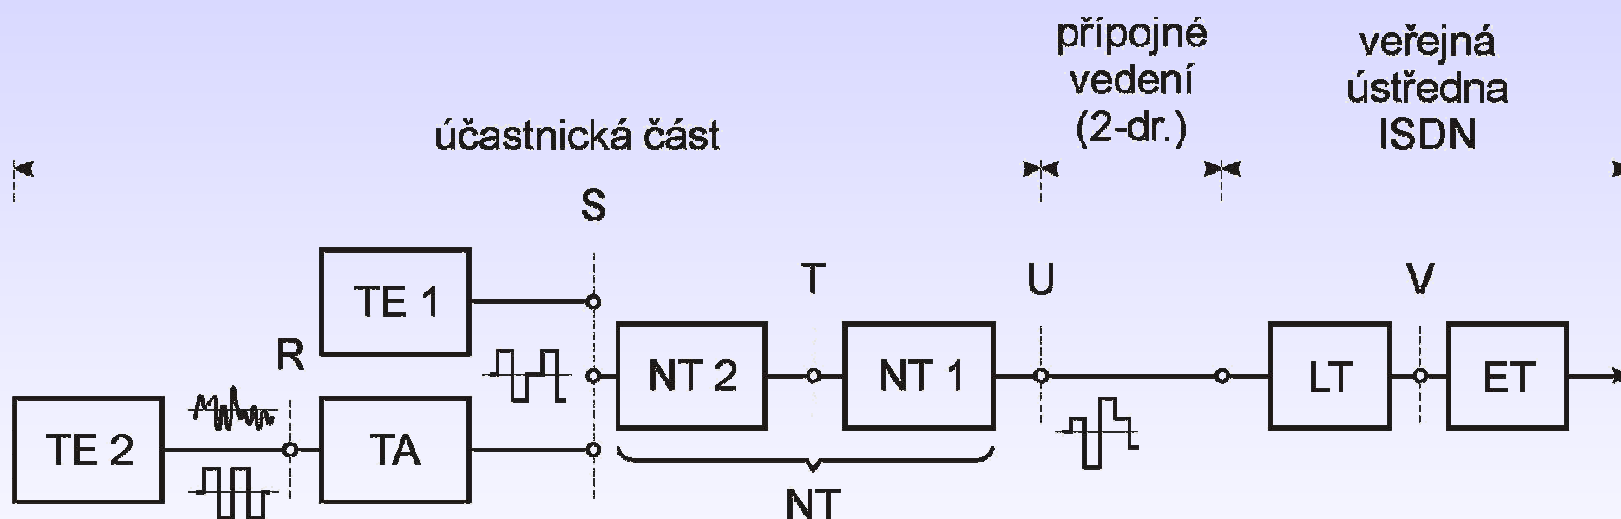 přípojné
vedení
(2-dr.)
veřejná
ústředna
ISDN
účastnická část
S
T
U
V
TE 1
R
NT 2
NT 1
LT
ET
TE 2
TA
NT